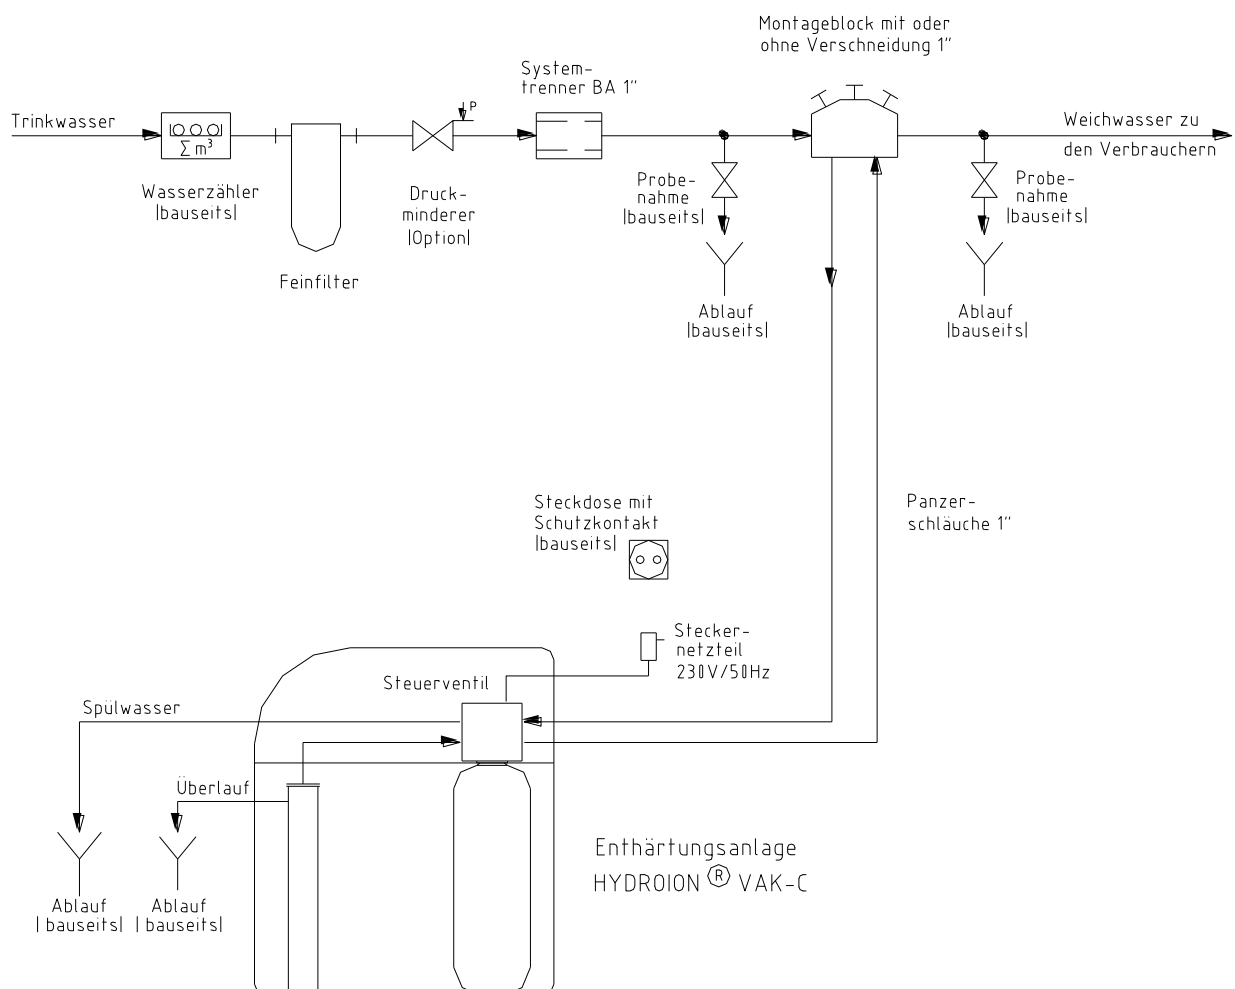 Montageblock mit oder
ohne Verschneidung 1"
System-
trenner BA 1"
P
Trinkwasser
∑ m³
Weichwasser zu
den Verbrauchern
Wasserzähler
|bauseits|
Druck-
minderer
|Option|
Probe-
nahme
|bauseits|
Probe-
nahme
|bauseits|
Feinfilter
Ablauf
|bauseits|
Ablauf
|bauseits|
Steckdose mit
Schutzkontakt
|bauseits|
Panzer-
schläuche 1"
Stecker-
netzteil
230V/50Hz
Steuerventil
Spülwasser
Überlauf
Enthärtungsanlage
HYDROION ® VAK-C
Ablauf
| bauseits|
Ablauf
| bauseits|